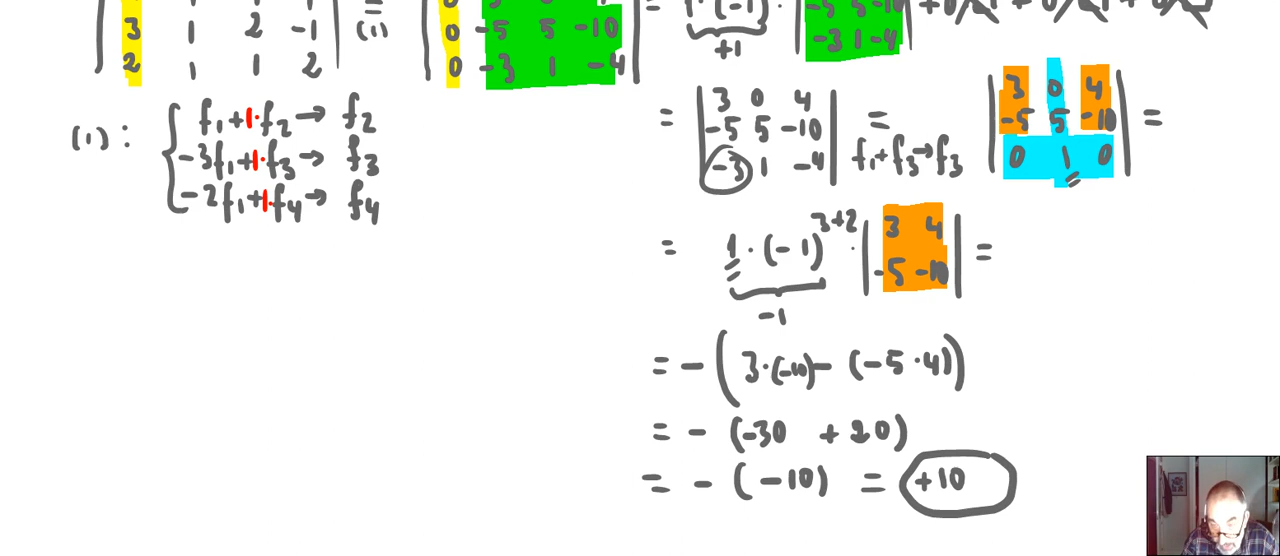 3 1 2 -1 (1) 0 -5 5 -10 +1 -3 1 -4
2 1 1 2 0 -3 1 -4
(1): { f1+1·f2→ f2
-3f1+1·f3→ f3
-2f1+1·f4→ f4
= | 3 0 4 | = | 3 0 4 | =
-5 5 -10 -5 5 -10
-3 1 -4 f1+f3→f3 0 1 0
= 1·(-1)^3+2 · | 3 4 | =
-5 -10
-1
= - (3·(-10)- (-5·4))
= - (-30 +20)
= - (-10) = +10